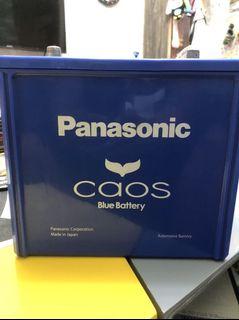 Panasonic
caos
Blue Battery
Panasonic Corporation
Made in Japan
Automotive Battery